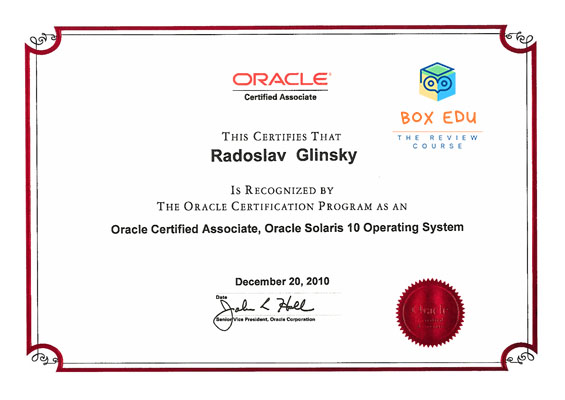 ORACLE
Certified Associate
BOX EDU
THE REVIEW
COURSE
THIS CERTIFIES THAT
Radoslav Glinsky
IS RECOGNIZED BY
THE ORACLE CERTIFICATION PROGRAM AS AN
Oracle Certified Associate, Oracle Solaris 10 Operating System
December 20, 2010
Date
John L Hall
Senior Vice President, Oracle Corporation
Oracle